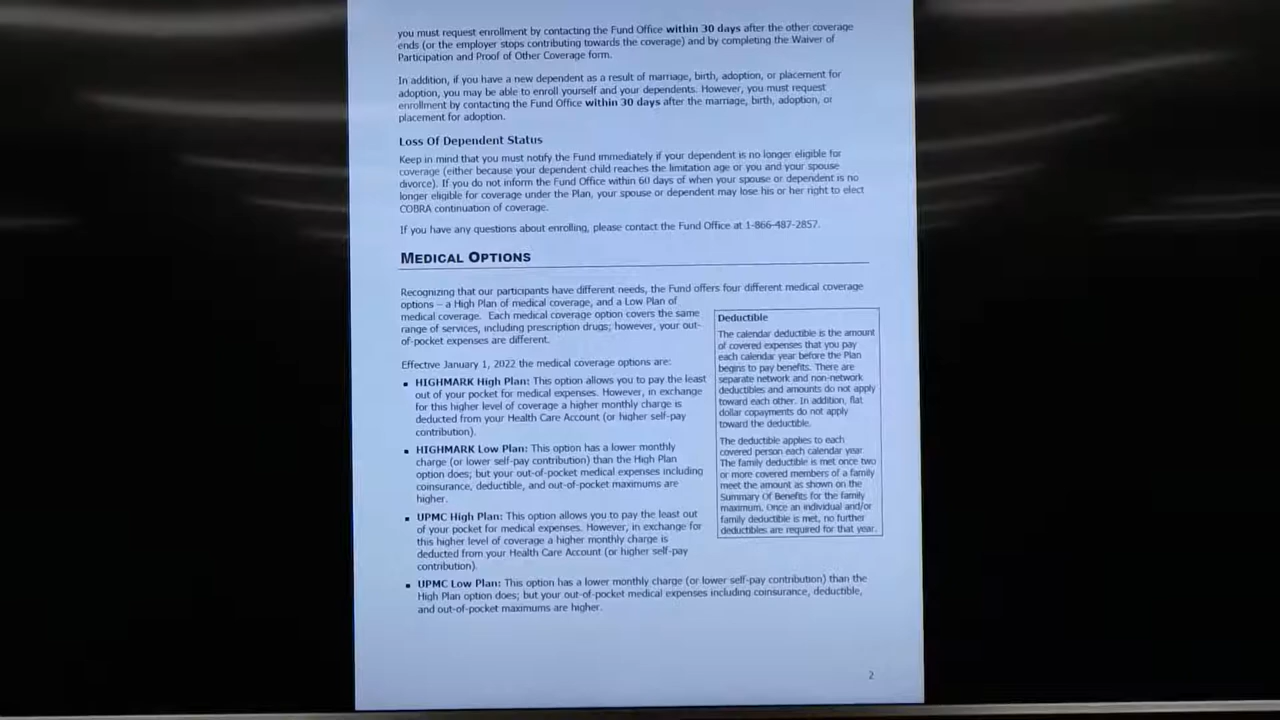 you must request enrollment by contacting the Fund Office within 30 days after the other coverage
ends (or the employer stops contributing towards the coverage) and by completing the Waiver of
Participation and Proof of Other Coverage form.
In addition, if you have a new dependent as a result of marriage, birth, adoption, or placement for
adoption, you may be able to enroll yourself and your dependents. However, you must request
enrollment by contacting the Fund Office within 30 days after the marriage, birth, adoption, or
placement for adoption.
Loss Of Dependent Status
Keep in mind that you must notify the Fund immediately if your dependent is no longer eligible for
coverage (either because your dependent child reaches the limitation age or you and your spouse
divorce). If you do not inform the Fund Office within 60 days of when your spouse or dependent is no
longer eligible for coverage under the Plan, your spouse or dependent may lose his or her right to elect
COBRA continuation of coverage.
If you have any questions about enrolling, please contact the Fund Office at 1-866-487-2857.
MEDICAL OPTIONS
Recognizing that our participants have different needs, the Fund offers four different medical coverage
options – a High Plan of medical coverage, and a Low Plan of
medical coverage. Each medical coverage option covers the same
range of services, including prescription drugs; however, your out-
of-pocket expenses are different.
Effective January 1, 2022 the medical coverage options are:
▪ HIGHMARK High Plan: This option allows you to pay the least
out of your pocket for medical expenses. However, in exchange
for this higher level of coverage a higher monthly charge is
deducted from your Health Care Account (or higher self-pay
contribution).
▪ HIGHMARK Low Plan: This option has a lower monthly
charge (or lower self-pay contribution) than the High Plan
option does; but your out-of-pocket medical expenses including
coinsurance, deductible, and out-of-pocket maximums are
higher.
▪ UPMC High Plan: This option allows you to pay the least out
of your pocket for medical expenses. However, in exchange for
this higher level of coverage a higher monthly charge is
deducted from your Health Care Account (or higher self-pay
contribution).
▪ UPMC Low Plan: This option has a lower monthly charge (or lower self-pay contribution) than the
High Plan option does; but your out-of-pocket medical expenses including coinsurance, deductible,
and out-of-pocket maximums are higher.
Deductible
The calendar deductible is the amount
of covered expenses that you pay
each calendar year before the Plan
begins to pay benefits. There are
separate network and non-network
deductibles and amounts do not apply
toward each other. In addition, flat
dollar copayments do not apply
toward the deductible.
The deductible applies to each
covered person each calendar year.
The family deductible is met once two
or more covered members of a family
meet the amount as shown on the
Summary Of Benefits for the family
maximum. Once an individual and/or
family deductible is met, no further
deductibles are required for that year.
2